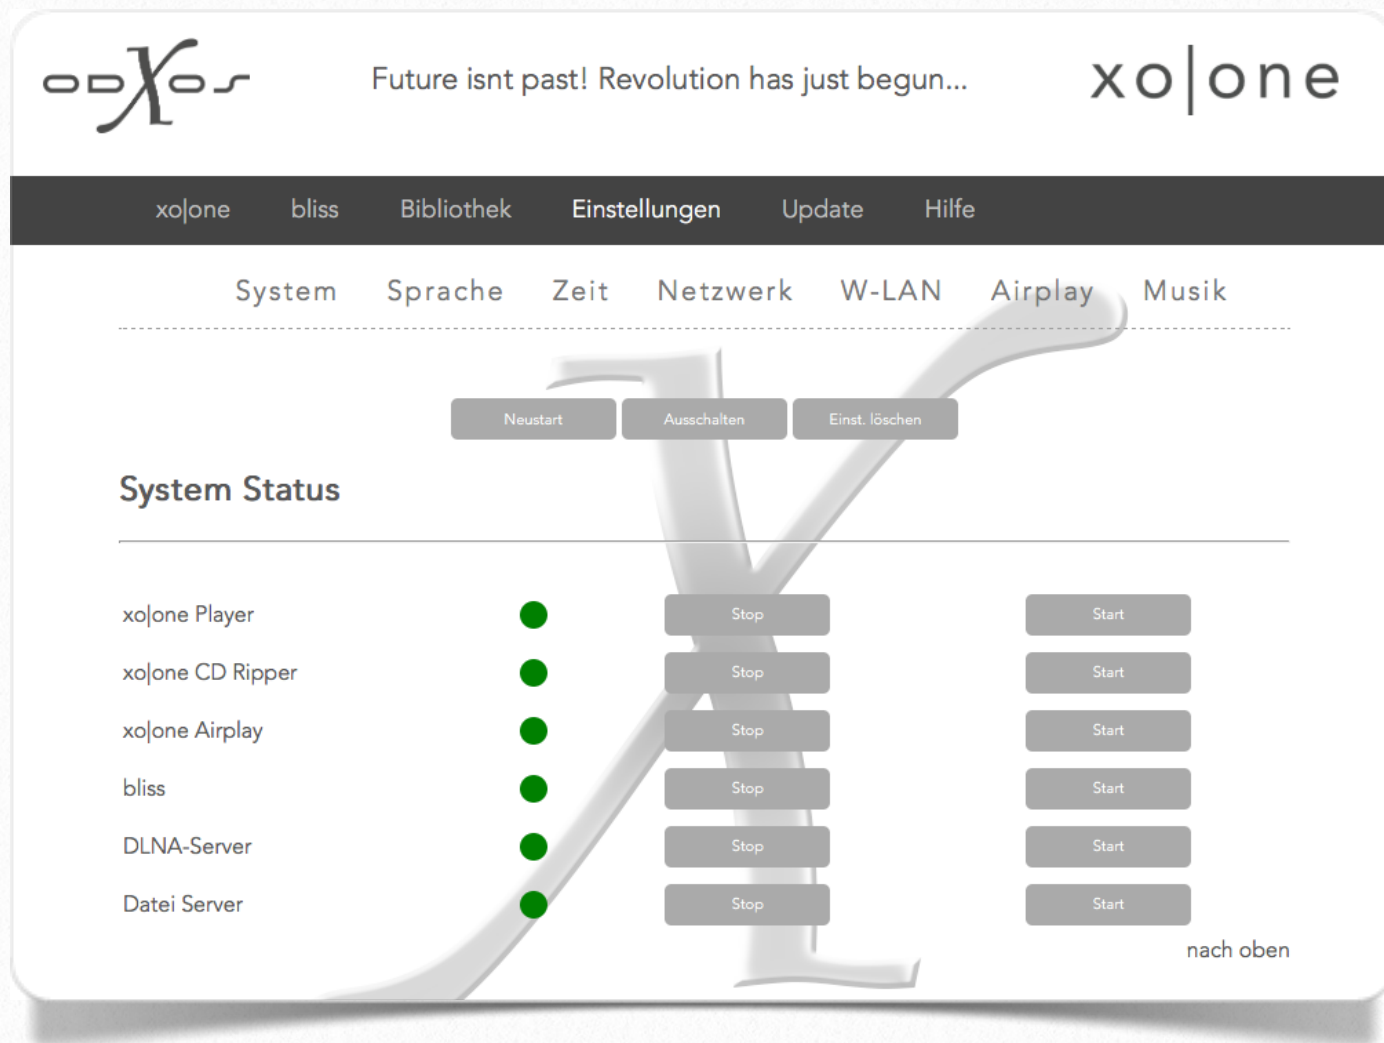 ODXOS
Future isnt past! Revolution has just begun...
xo|one
xo|one bliss Bibliothek Einstellungen Update Hilfe
System Sprache Zeit Netzwerk W-LAN Airplay Musik
Neustart Ausschalten Einst. löschen
System Status
xo|one Player Stop Start
xo|one CD Ripper Stop Start
xo|one Airplay Stop Start
bliss Stop Start
DLNA-Server Stop Start
Datei Server Stop Start
nach oben